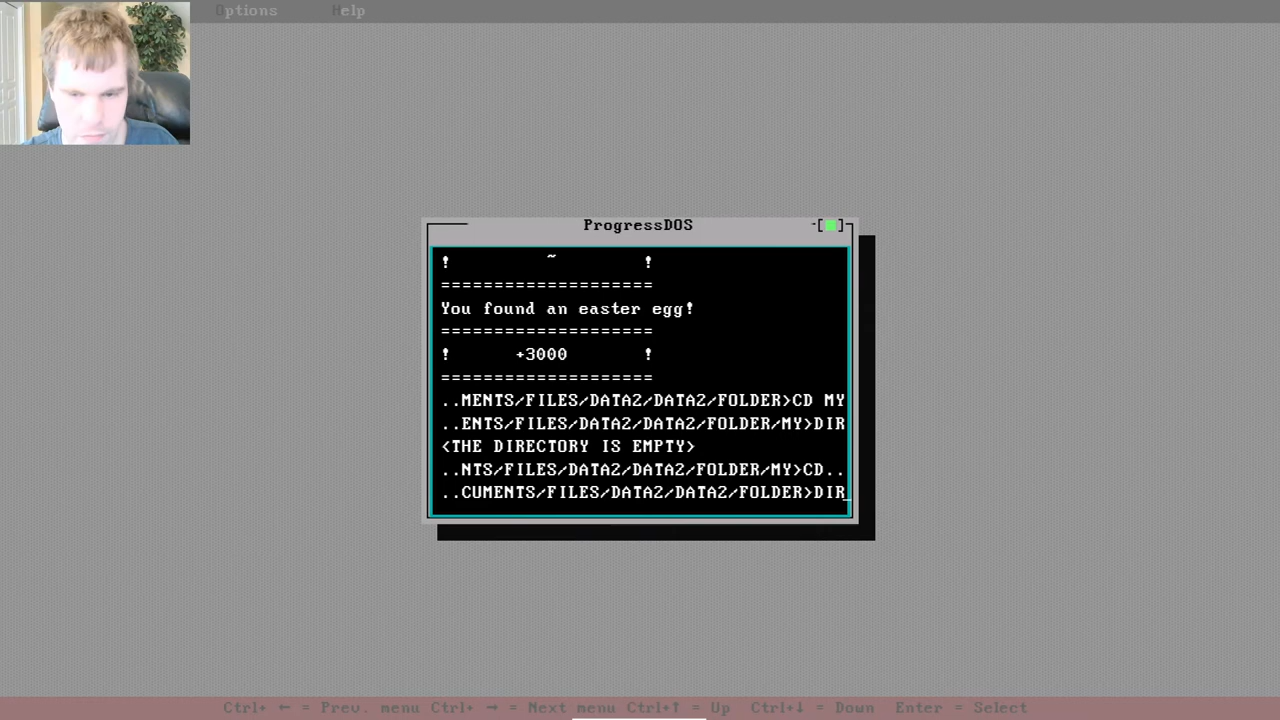 Options Help
ProgressDOS
[ ]
! ~ !
====================
You found an easter egg!
====================
! +3000 !
====================
..MENTS/FILES/DATA2/DATA2/FOLDER>CD MY
..ENTS/FILES/DATA2/DATA2/FOLDER/MY>DIR
<THE DIRECTORY IS EMPTY>
..NTS/FILES/DATA2/DATA2/FOLDER/MY>CD..
..CUMENTS/FILES/DATA2/DATA2/FOLDER>DIR_
Ctrl+ ← = Prev. menu Ctrl+ → = Next menu Ctrl+↑ = Up Ctrl+↓ = Down Enter = Select